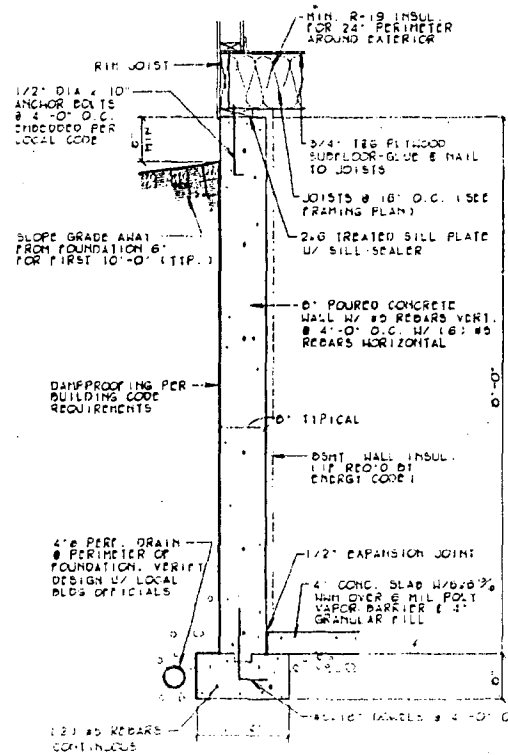 MIN. R-19 INSUL.
FOR 24" PERIMETER
AROUND EXTERIOR
RIM JOIST
1/2" DIA x 10"
ANCHOR BOLTS
@ 4'-0" O.C.
EMBEDDED PER
LOCAL CODE
MIN
3/4" T&G PLYWOOD
SUBFLOOR-GLUE & NAIL
TO JOISTS
JOISTS @ 16" O.C. (SEE
FRAMING PLAN)
2x6 TREATED SILL PLATE
W/ SILL-SEALER
SLOPE GRADE AWAY
FROM FOUNDATION 6"
FOR FIRST 10'-0" (TYP.)
POURED CONCRETE
WALL W/ #5 REBARS VERT.
@ 4'-0" O.C. W/ (6) #5
REBARS HORIZONTAL
DAMPPROOFING PER
BUILDING CODE
REQUIREMENTS
TYPICAL
BSMT. WALL INSUL.
(IF REQ'D BY
ENERGY CODE)
4"ø PERF. DRAIN
@ PERIMETER OF
FOUNDATION. VERIFY
DESIGN W/ LOCAL
BLDG OFFICIALS
1/2" EXPANSION JOINT
4" CONC. SLAB
WWM OVER 6 MIL POLY
VAPOR BARRIER & 4"
GRANULAR FILL
DOWELS @ 4'-0" O
(2) #5 REBARS
CONTINUOUS